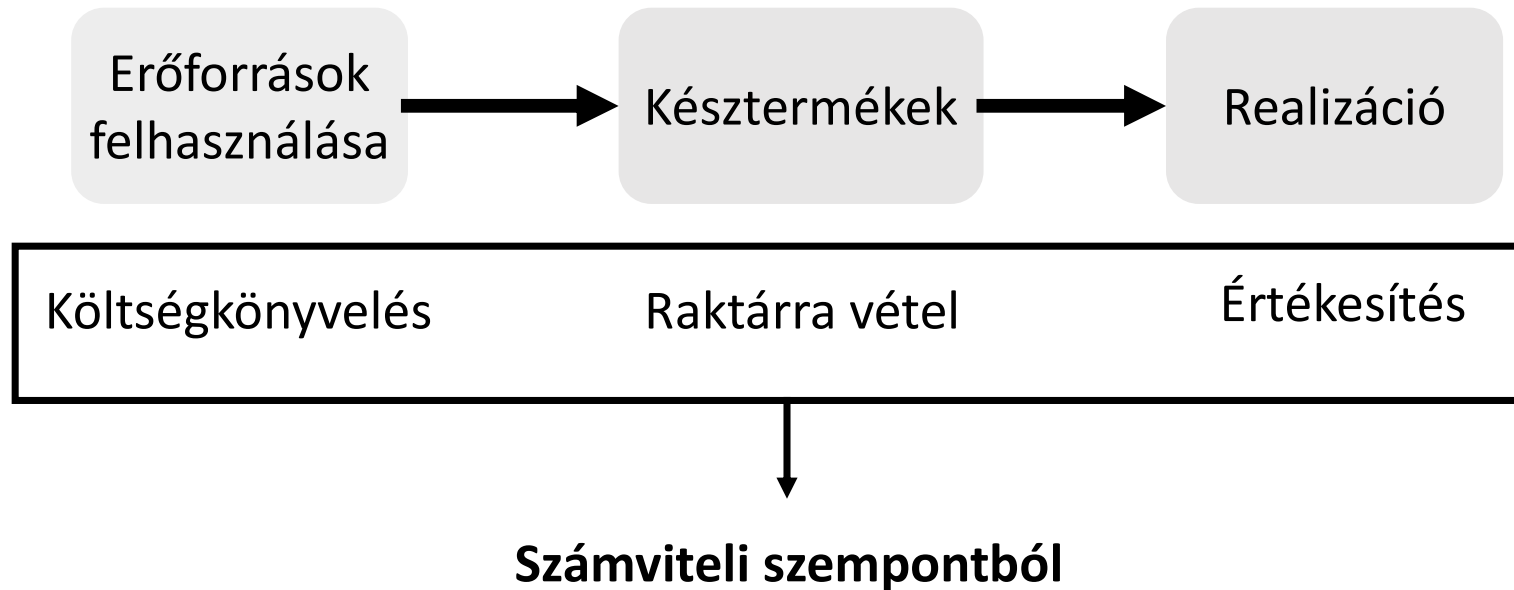 Erőforrások
felhasználása
Késztermékek
Realizáció
Költségkönyvelés
Raktárra vétel
Értékesítés
Számviteli szempontból